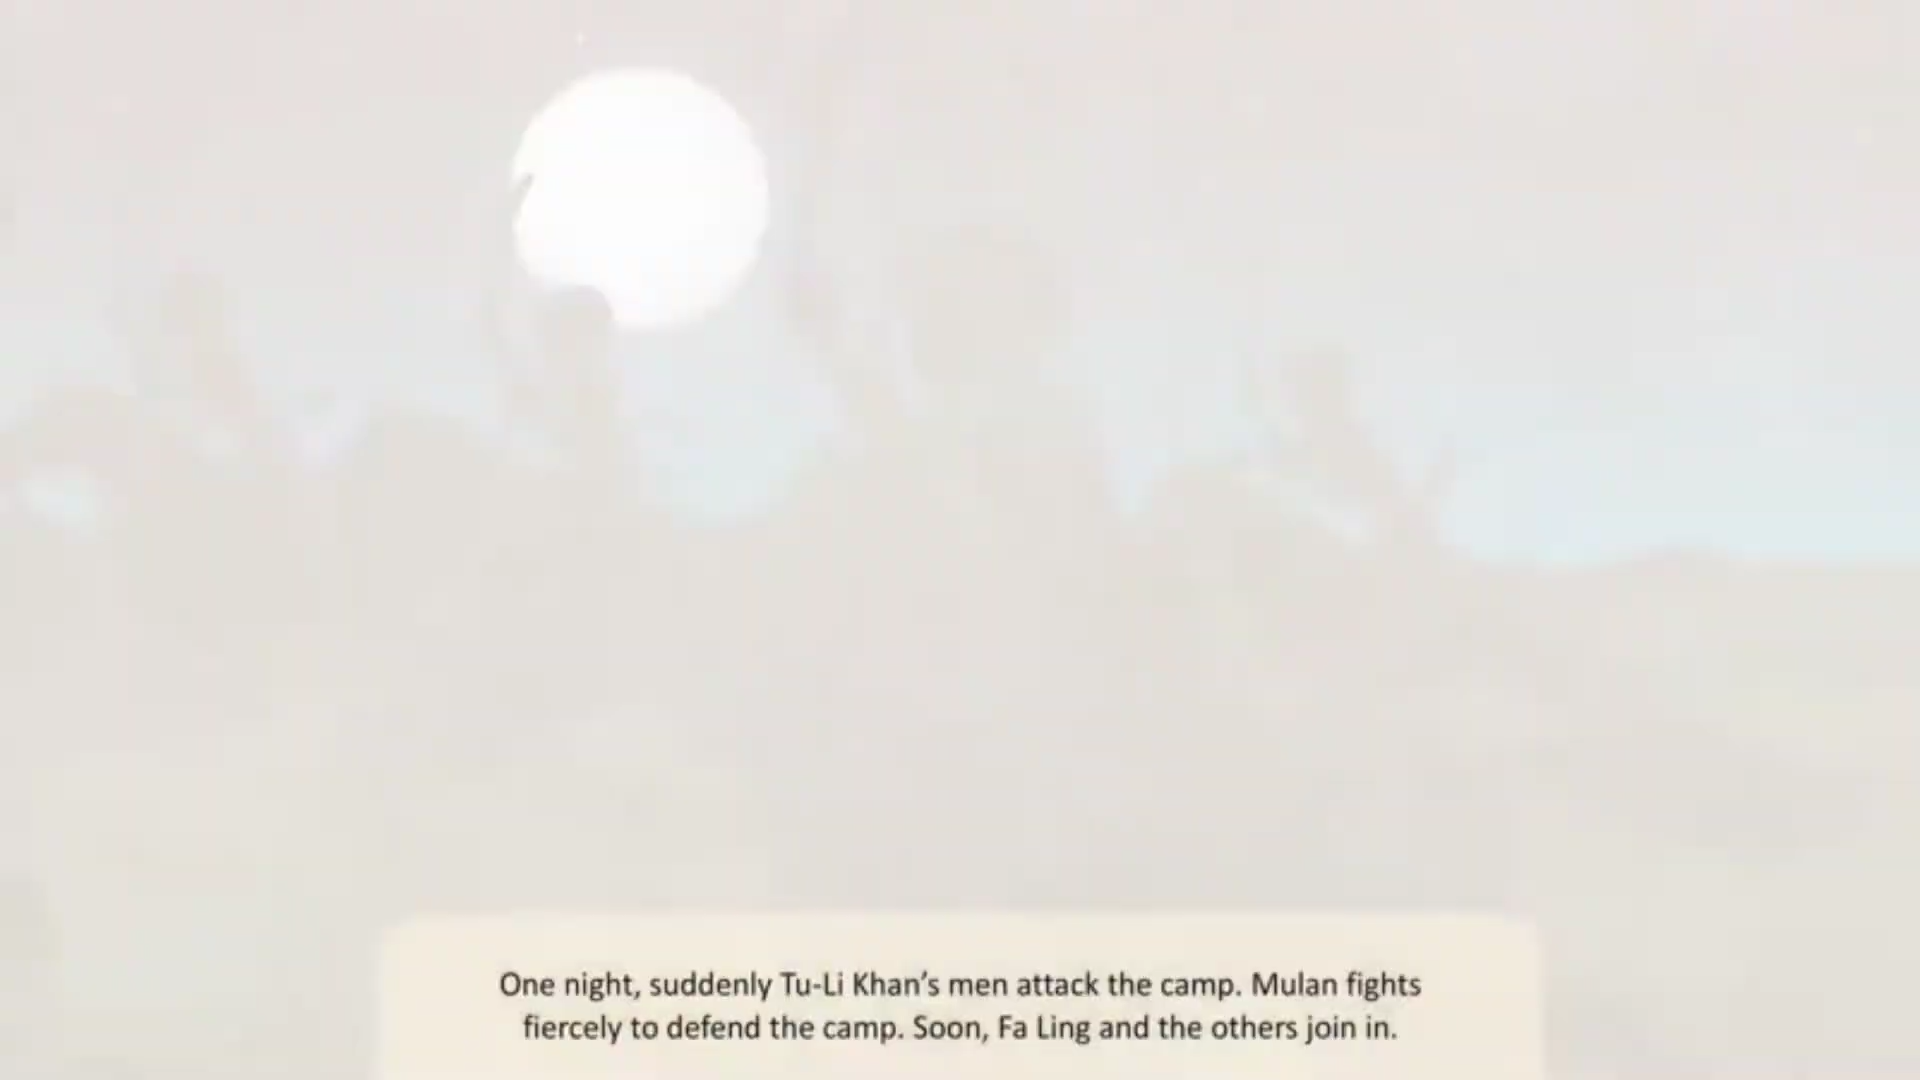 One night, suddenly Tu-Li Khan’s men attack the camp. Mulan fights
fiercely to defend the camp. Soon, Fa Ling and the others join in.